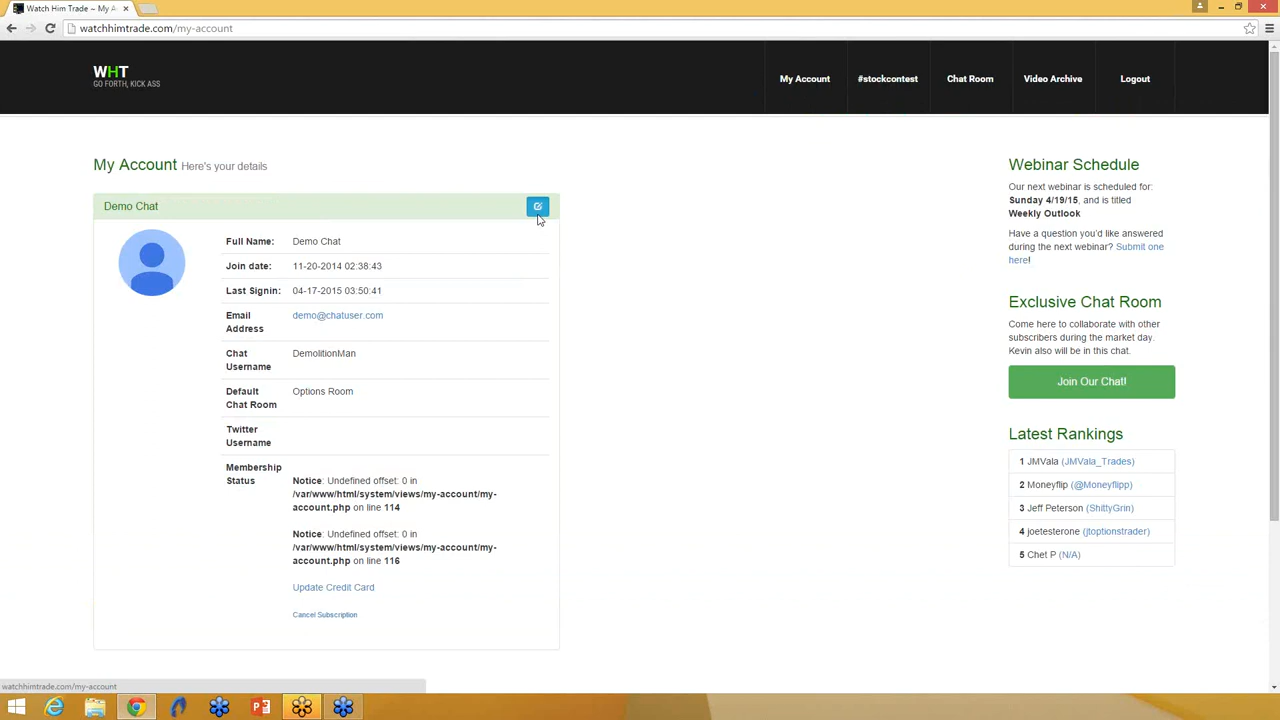 Watch Him Trade ~ My A
watchhimtrade.com/my-account
WHT
GO FORTH, KICK ASS
My Account
#stockcontest
Chat Room
Video Archive
Logout
My Account Here's your details
Demo Chat
Full Name: Demo Chat
Join date: 11-20-2014 02:38:43
Last Signin: 04-17-2015 03:50:41
Email Address demo@chatuser.com
Chat Username DemolitionMan
Default Chat Room Options Room
Twitter
Username
Membership
Status
Notice: Undefined offset: 0 in
/var/www/html/system/views/my-account/my-
account.php on line 114
Notice: Undefined offset: 0 in
/var/www/html/system/views/my-account/my-
account.php on line 116
Update Credit Card
Cancel Subscription
Webinar Schedule
Our next webinar is scheduled for:
Sunday 4/19/15, and is titled
Weekly Outlook
Have a question you'd like answered
during the next webinar? Submit one
here!
Exclusive Chat Room
Come here to collaborate with other
subscribers during the market day.
Kevin also will be in this chat.
Join Our Chat!
Latest Rankings
1 JMVala (JMVala_Trades)
2 Moneyflip (@Moneyflipp)
3 Jeff Peterson (ShittyGrin)
4 joetesterone (jtoptionstrader)
5 Chet P (N/A)
watchhimtrade.com/my-account